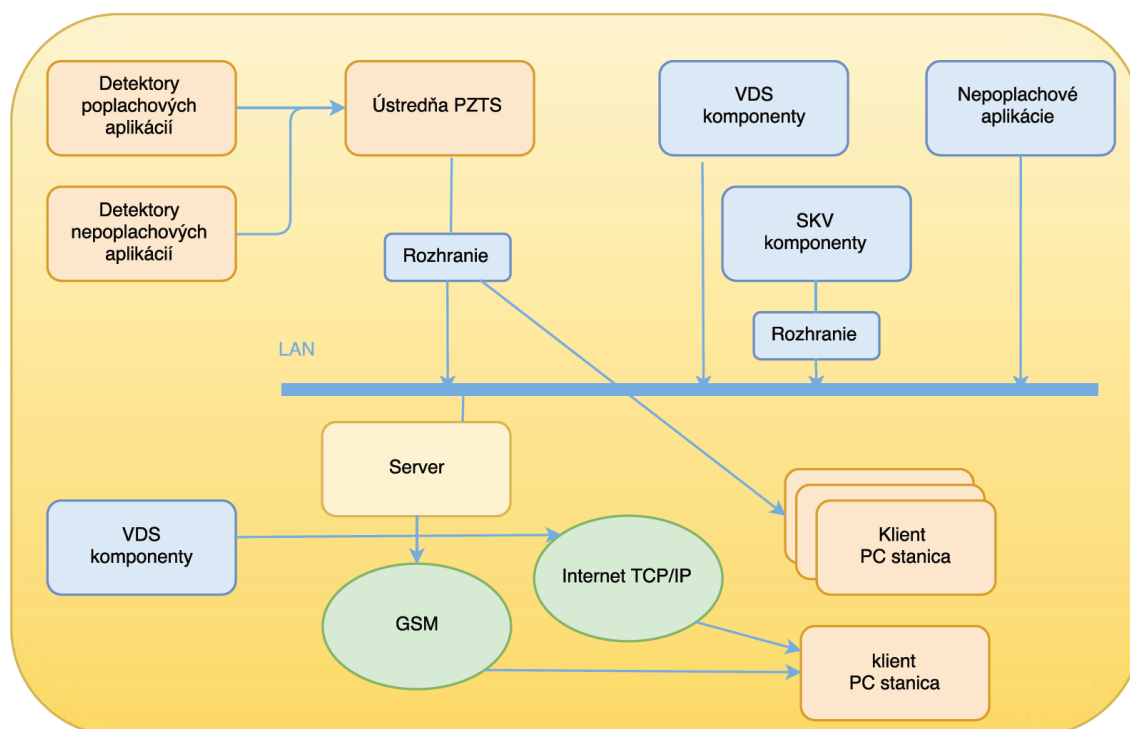 Detektory
poplachových
aplikácií
Ústredňa PZTS
VDS
komponenty
Nepoplachové
aplikácie
Detektory
nepoplachových
aplikácií
SKV
komponenty
Rozhranie
Rozhranie
LAN
Server
VDS
komponenty
Internet TCP/IP
Klient
PC stanica
GSM
klient
PC stanica